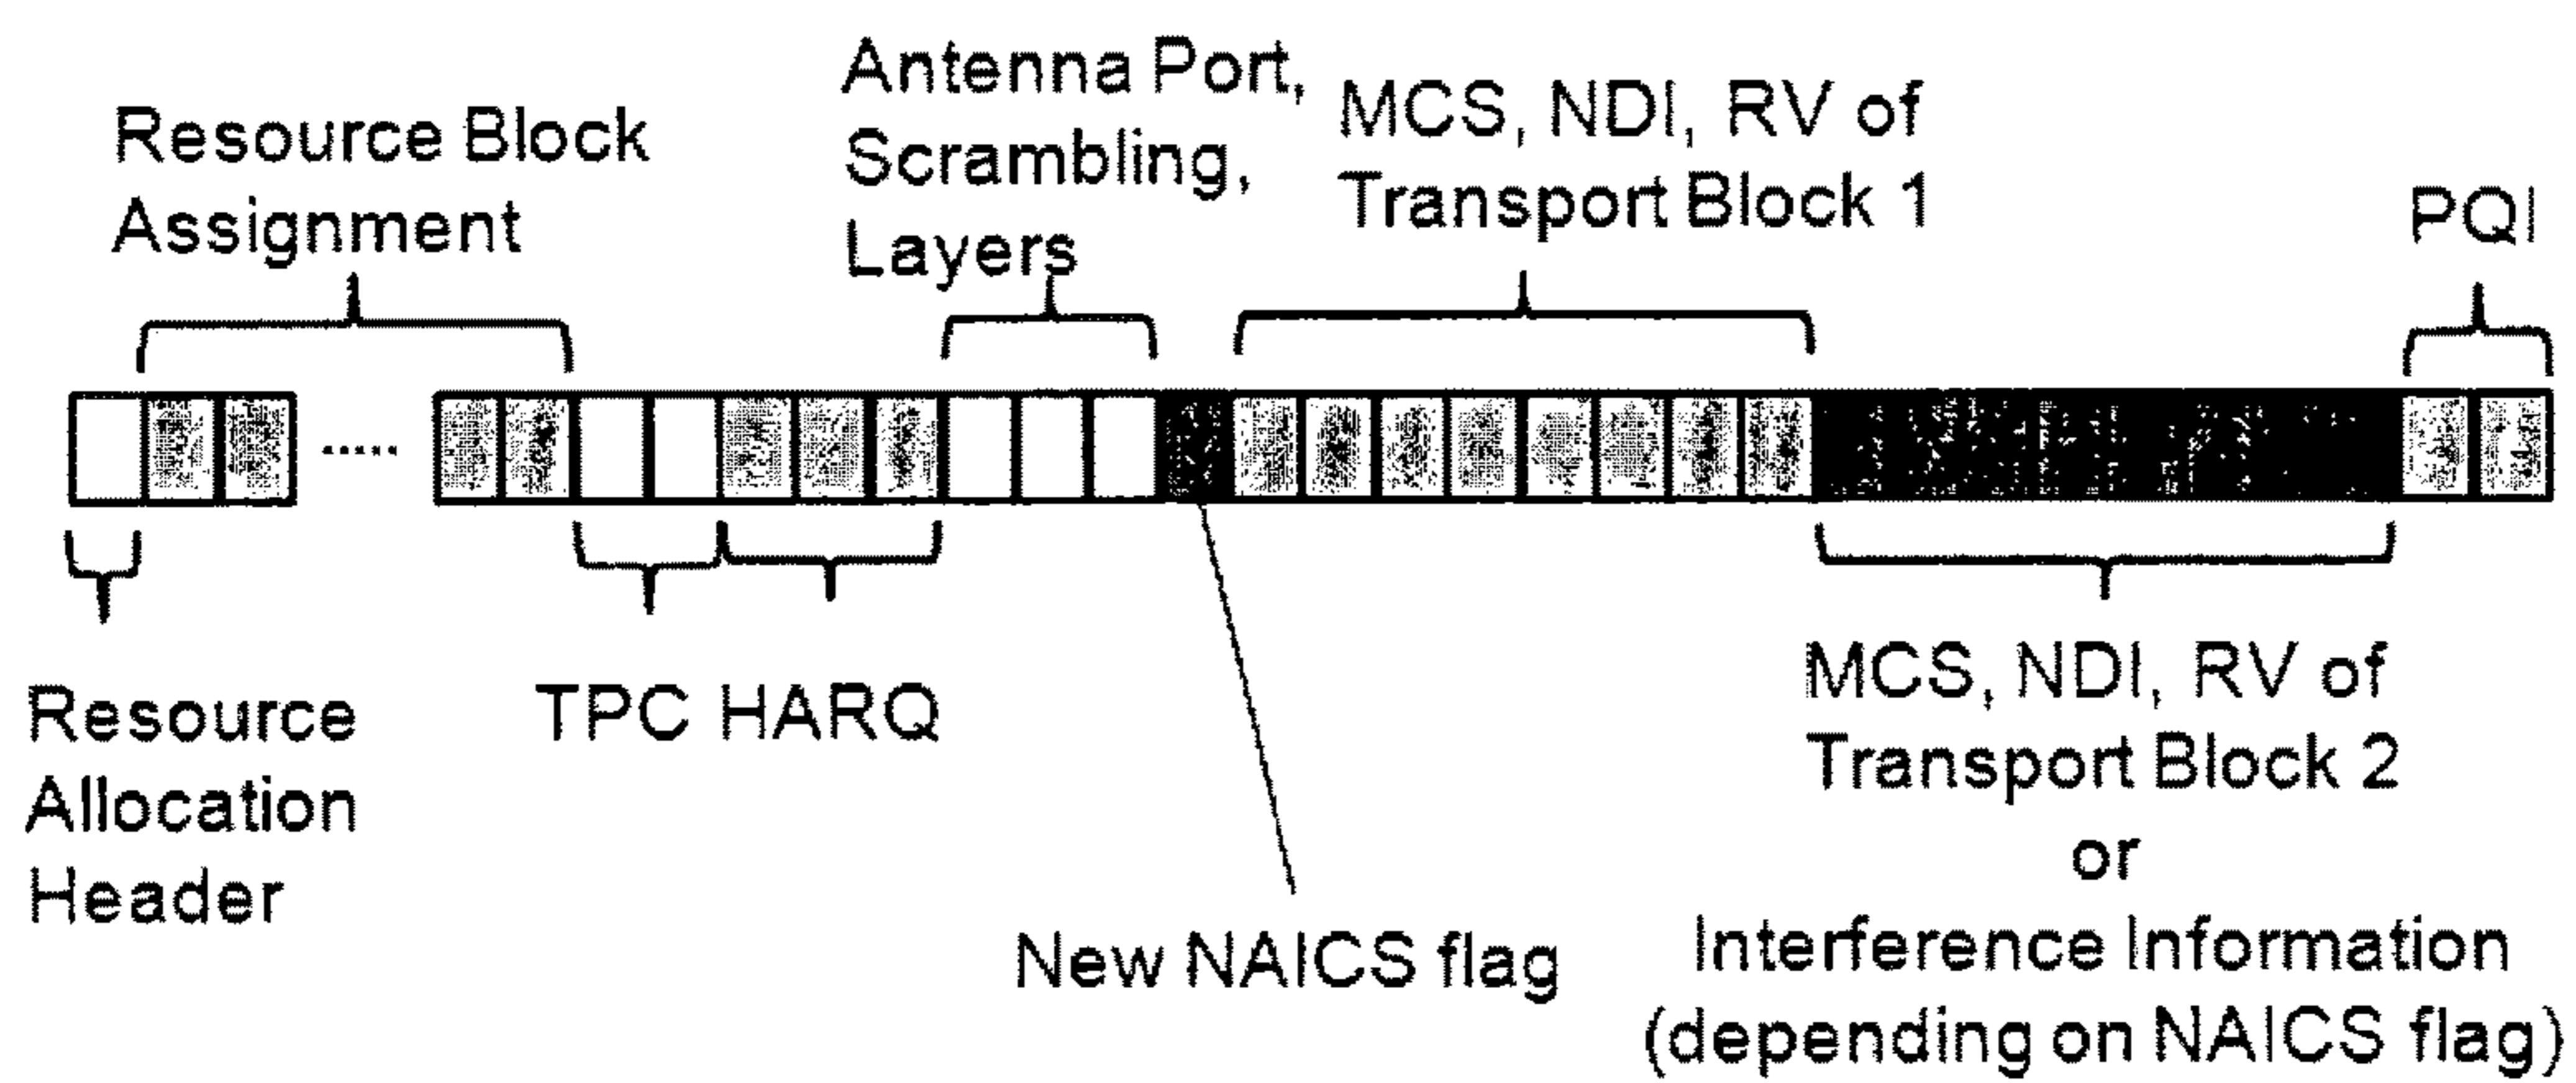 Resource Block
Assignment
Antenna Port,
Scrambling,
Layers
MCS, NDI, RV of
Transport Block 1
PQI
.....
Resource
Allocation
Header
TPC HARQ
New NAICS flag
MCS, NDI, RV of
Transport Block 2
or
Interference Information
(depending on NAICS flag)